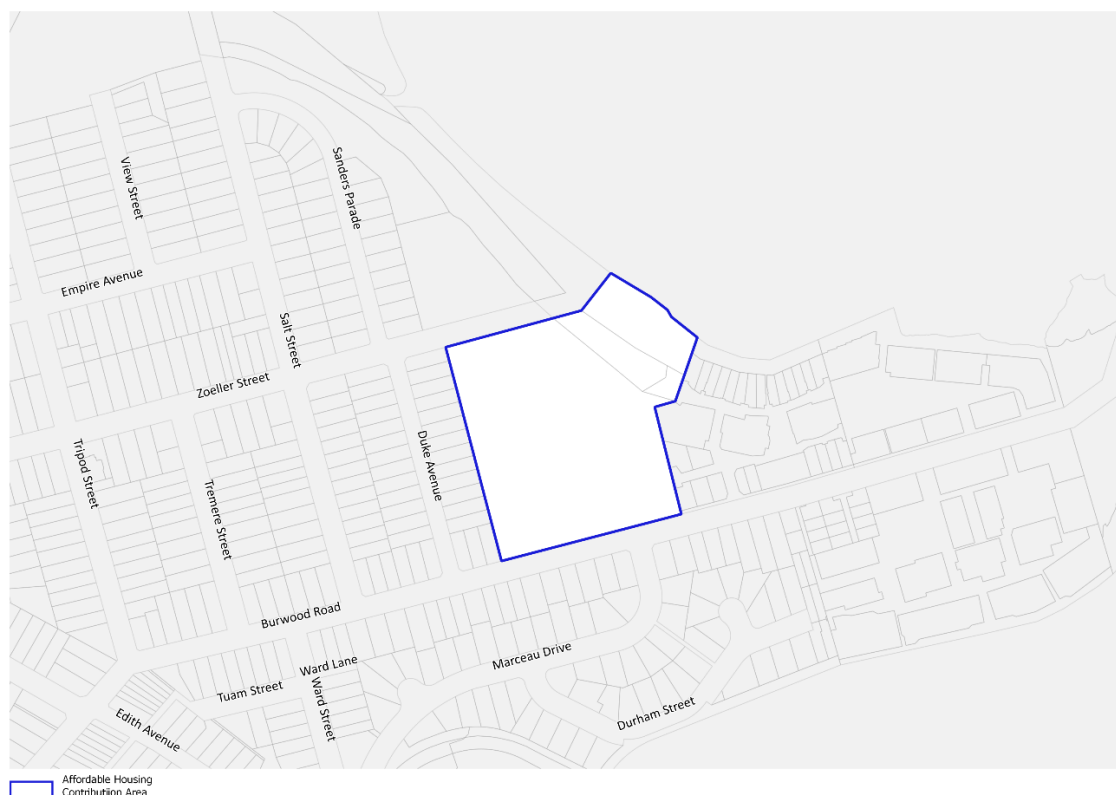 View Street
Sanders Parade
Empire Avenue
Salt Street
Zoeller Street
Duke Avenue
Tripod Street
Tremere Street
Burwood Road
Marceau Drive
Ward Lane
Tuam Street
Ward Street
Durham Street
Edith Avenue
Affordable Housing
Contributiion Area